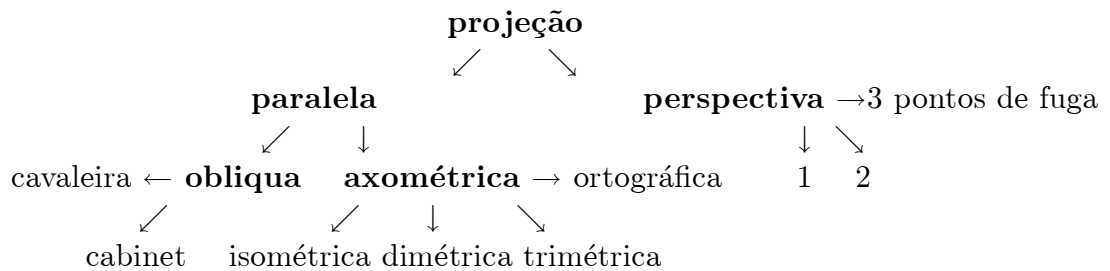 projeção
paralela perspectiva →3 pontos de fuga
cavaleira ← obliqua axométrica → ortográfica 1 2
cabinet isométrica dimétrica trimétrica